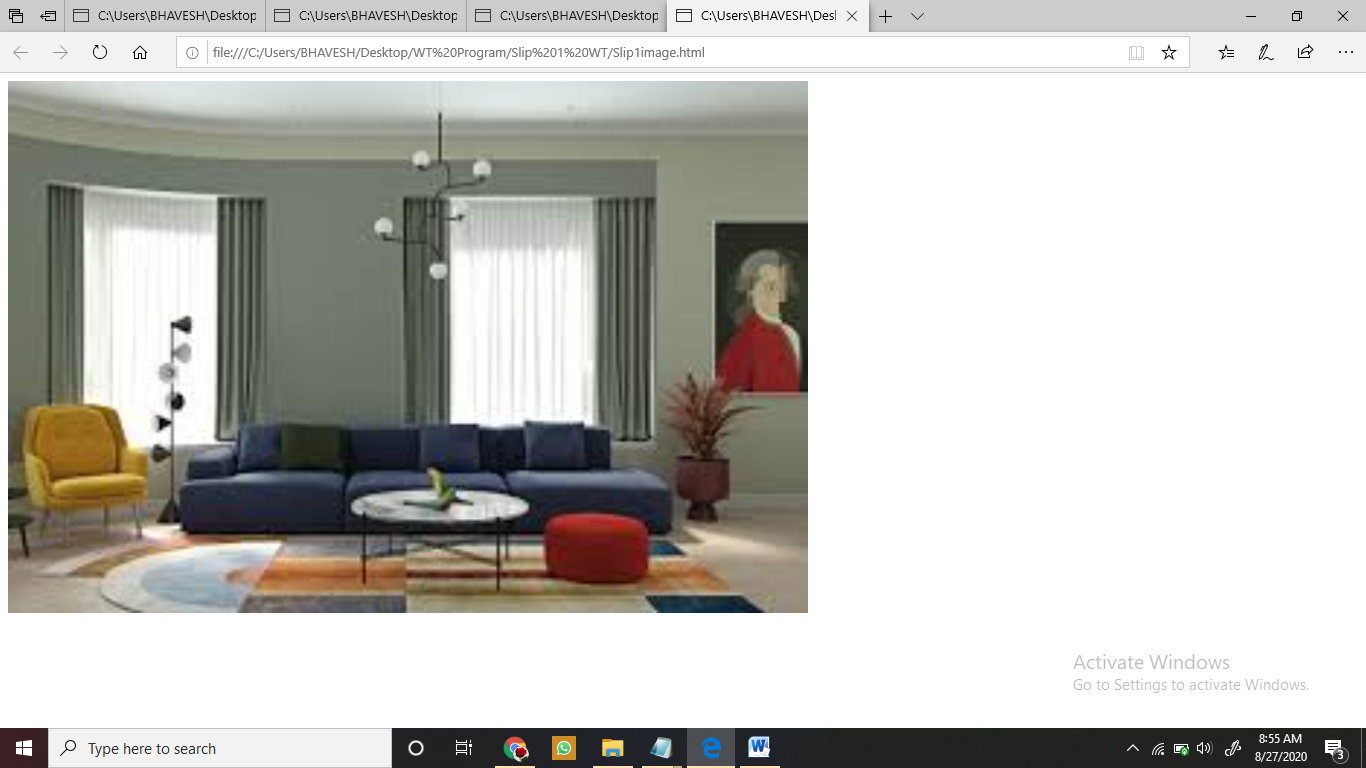 C:\Users\BHAVESH\Desktop
C:\Users\BHAVESH\Desktop
C:\Users\BHAVESH\Desktop
C:\Users\BHAVESH\Desl
file:///C:/Users/BHAVESH/Desktop/WT%20Program/Slip%201%20WT/Slip1image.html
Activate Windows
Go to Settings to activate Windows.
Type here to search
8:55 AM
8/27/2020
3